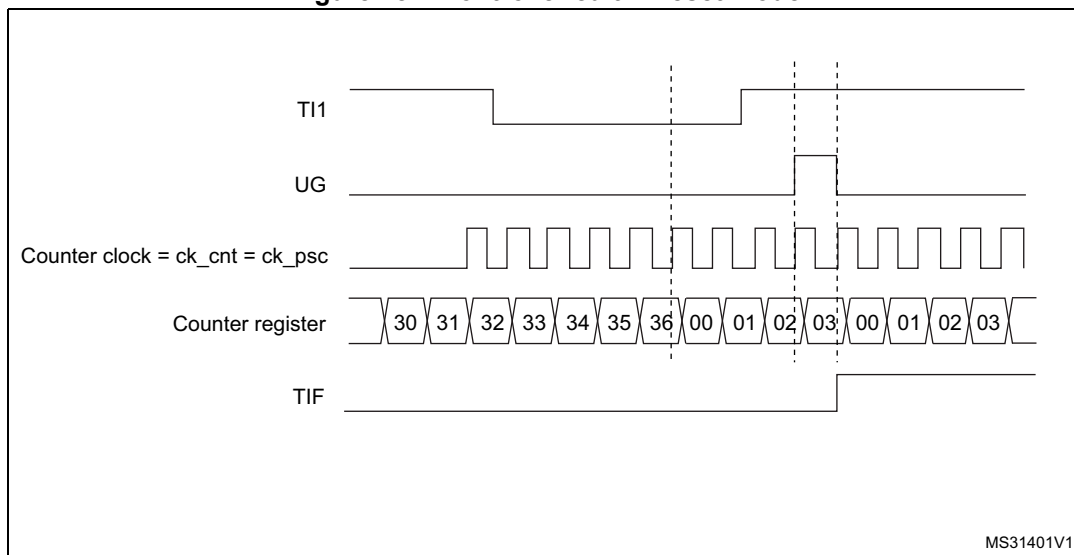 TI1
UG
Counter clock = ck_cnt = ck_psc
Counter register
30 31 32 33 34 35 36 00 01 02 03 00 01 02 03
TIF
MS31401V1